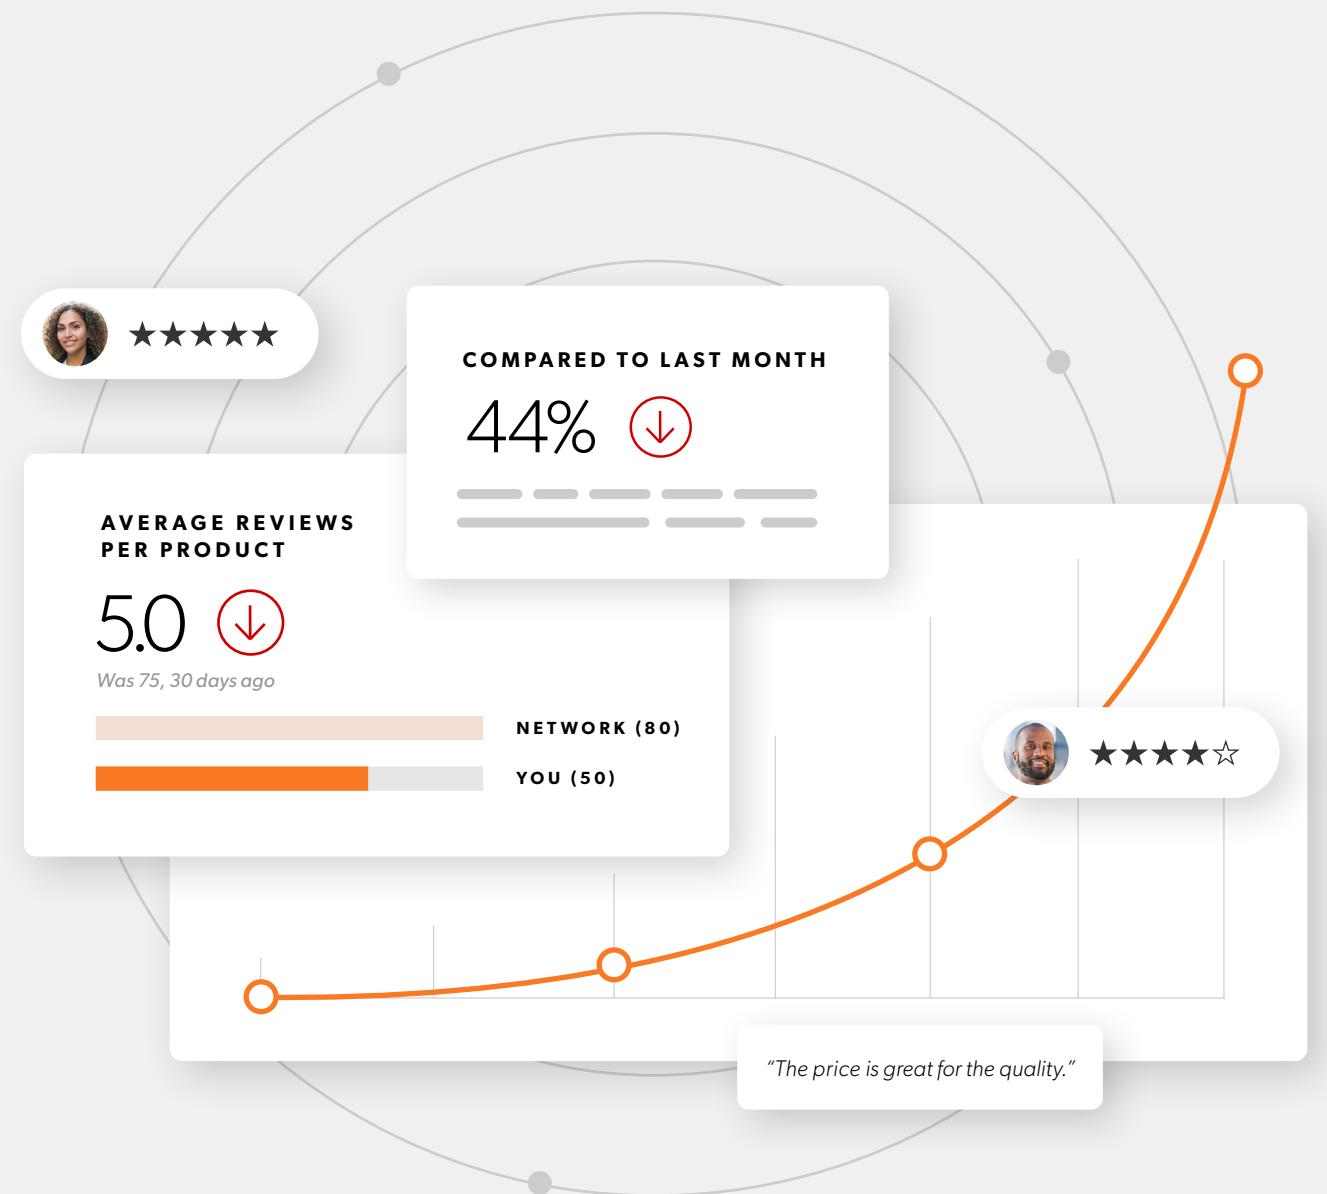 COMPARED TO LAST MONTH
44%
AVERAGE REVIEWS
PER PRODUCT
5.0
Was 75, 30 days ago
NETWORK (80)
YOU (50)
“The price is great for the quality.”